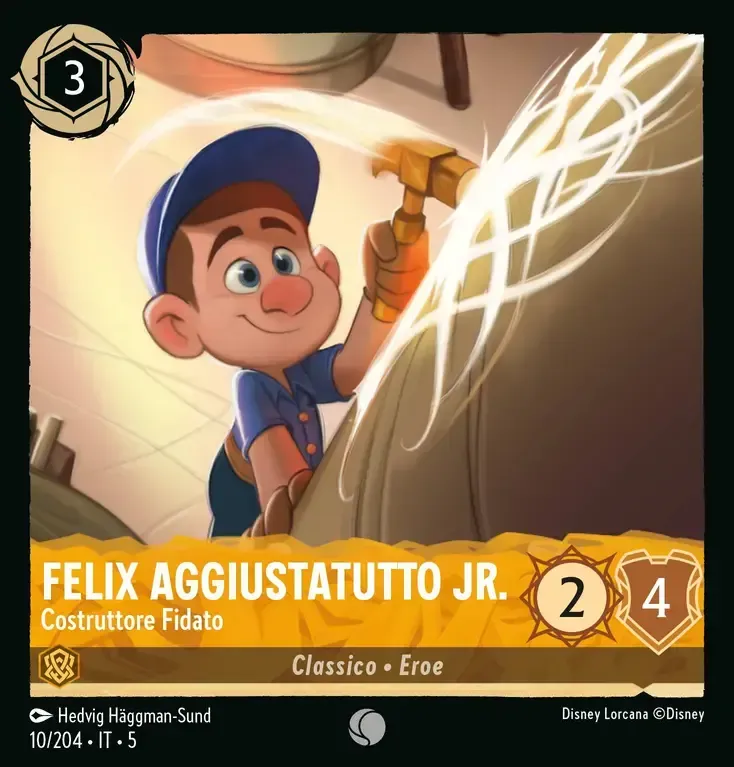 3
FELIX AGGIUSTATUTTO JR.
Costruttore Fidato
2
4
Classico • Eroe
Hedvig Häggman-Sund
Disney Lorcana ©Disney
10/204 • IT • 5